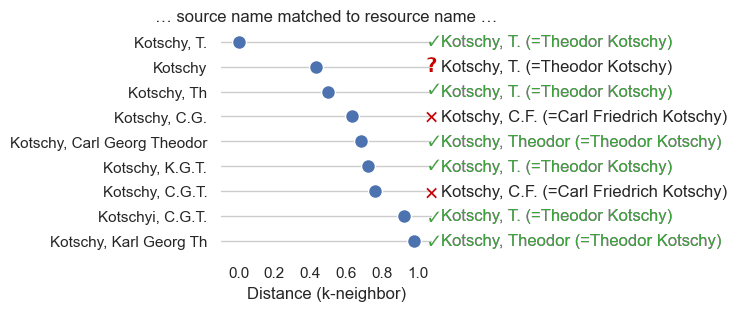 … source name matched to resource name …
Kotschy, T. ✓Kotschy, T. (=Theodor Kotschy)
Kotschy ? Kotschy, T. (=Theodor Kotschy)
Kotschy, Th ✓Kotschy, T. (=Theodor Kotschy)
Kotschy, C.G. × Kotschy, C.F. (=Carl Friedrich Kotschy)
Kotschy, Carl Georg Theodor ✓Kotschy, Theodor (=Theodor Kotschy)
Kotschy, K.G.T. ✓Kotschy, T. (=Theodor Kotschy)
Kotschy, C.G.T. × Kotschy, C.F. (=Carl Friedrich Kotschy)
Kotschyi, C.G.T. ✓Kotschy, T. (=Theodor Kotschy)
Kotschy, Karl Georg Th ✓Kotschy, Theodor (=Theodor Kotschy)
0.0 0.2 0.4 0.6 0.8 1.0
Distance (k-neighbor)